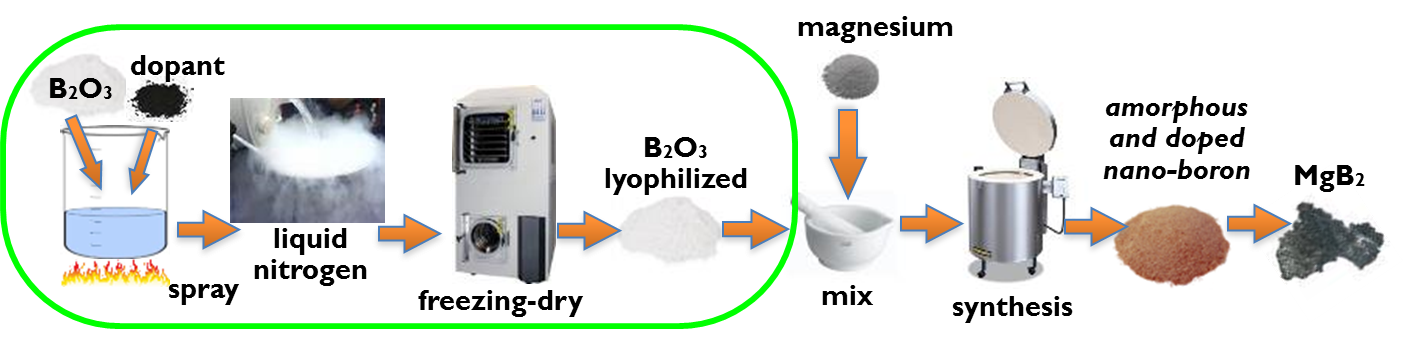 B₂O₃
dopant
spray
liquid
nitrogen
freezing-dry
B₂O₃
lyophilized
magnesium
mix
synthesis
amorphous
and doped
nano-boron
MgB₂